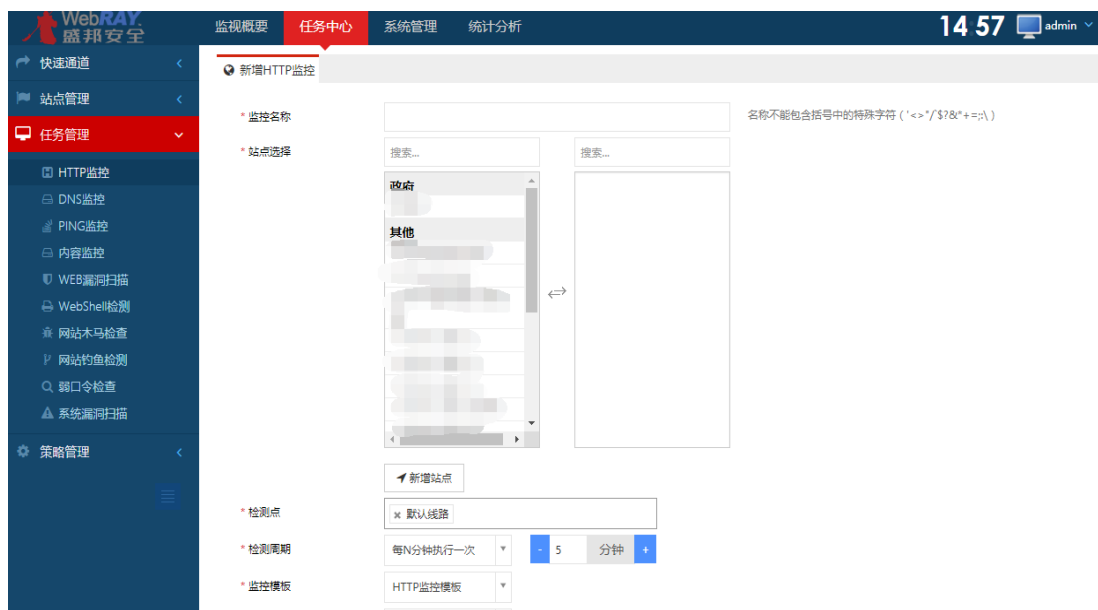 WebRAY.
盛邦安全
监视概要 任务中心 系统管理 统计分析
14:57 admin
快速通道
站点管理
任务管理
HTTP监控
DNS监控
PING监控
内容监控
WEB漏洞扫描
WebShell检测
网站木马检查
网站钓鱼检测
弱口令检查
系统漏洞扫描
策略管理
新增HTTP监控
* 监控名称
名称不能包含括号中的特殊字符 ( '<>"/`$?&*+=;:\ )
* 站点选择
搜索... 搜索...
政府
其他
新增站点
* 检测点
× 默认线路
* 检测周期
每N分钟执行一次 - 5 分钟 +
* 监控模板
HTTP监控模板